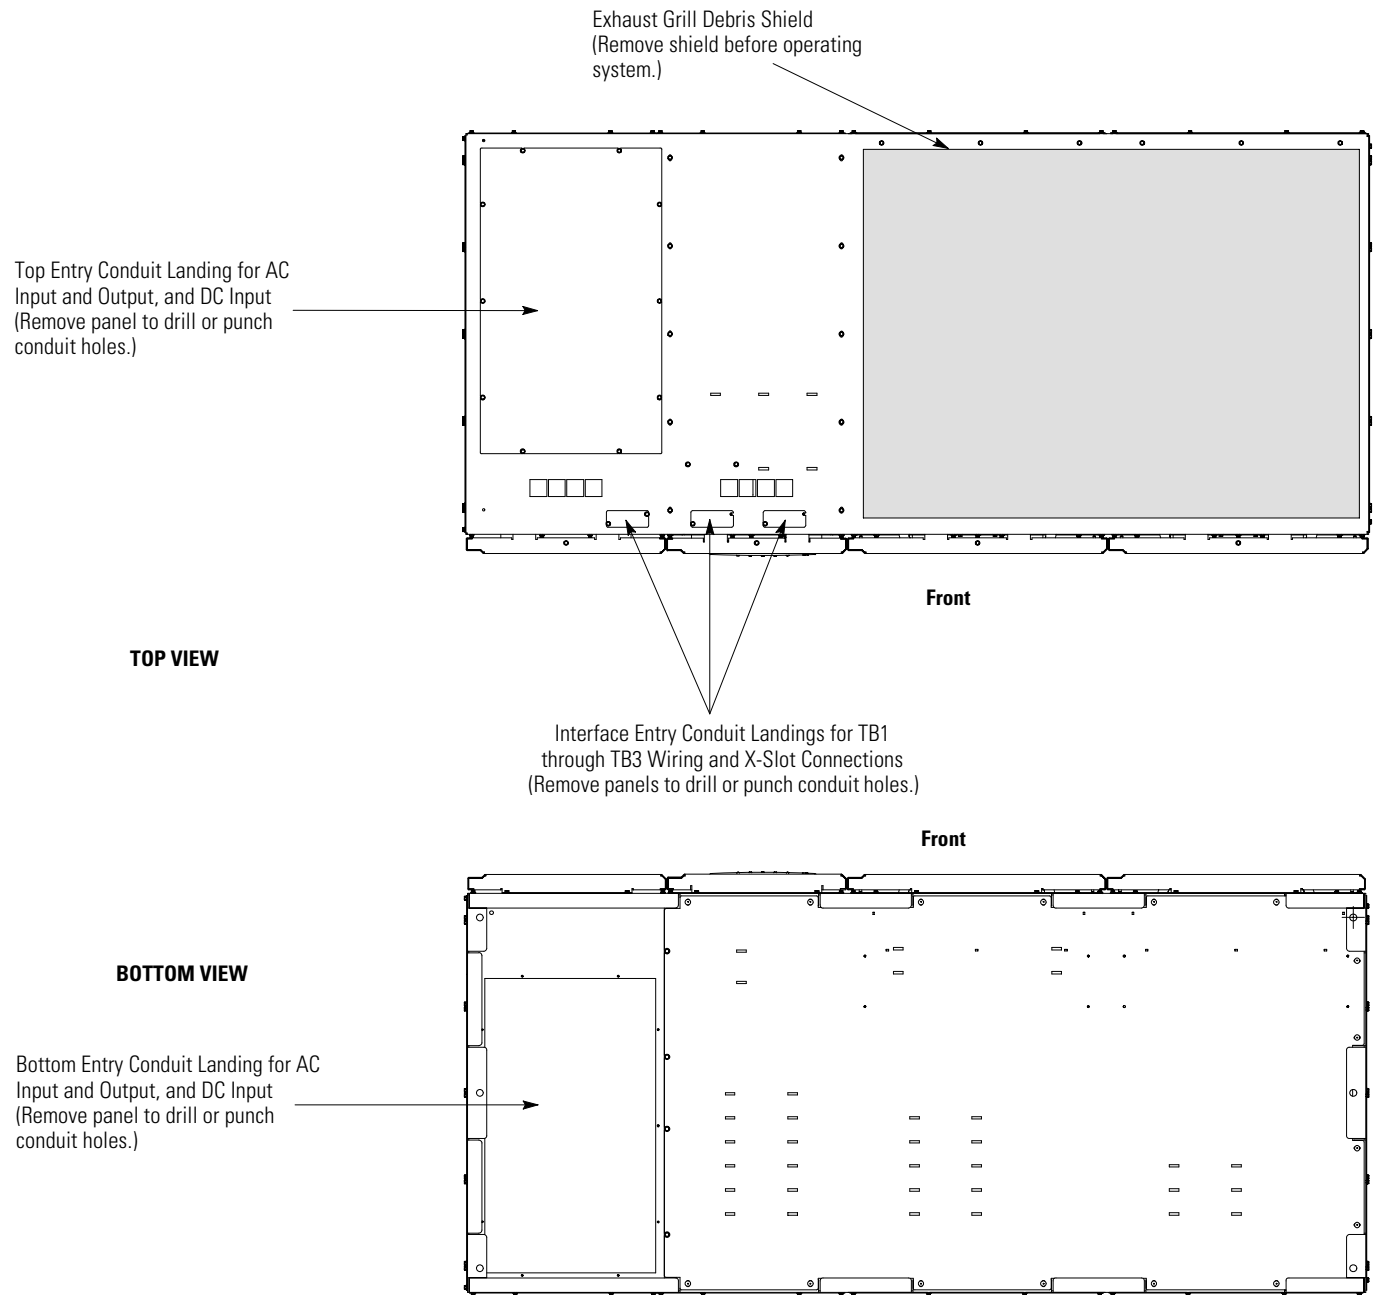 Exhaust Grill Debris Shield
(Remove shield before operating
system.)
Top Entry Conduit Landing for AC
Input and Output, and DC Input
(Remove panel to drill or punch
conduit holes.)
Front
TOP VIEW
Interface Entry Conduit Landings for TB1
through TB3 Wiring and X-Slot Connections
(Remove panels to drill or punch conduit holes.)
Front
BOTTOM VIEW
Bottom Entry Conduit Landing for AC
Input and Output, and DC Input
(Remove panel to drill or punch
conduit holes.)